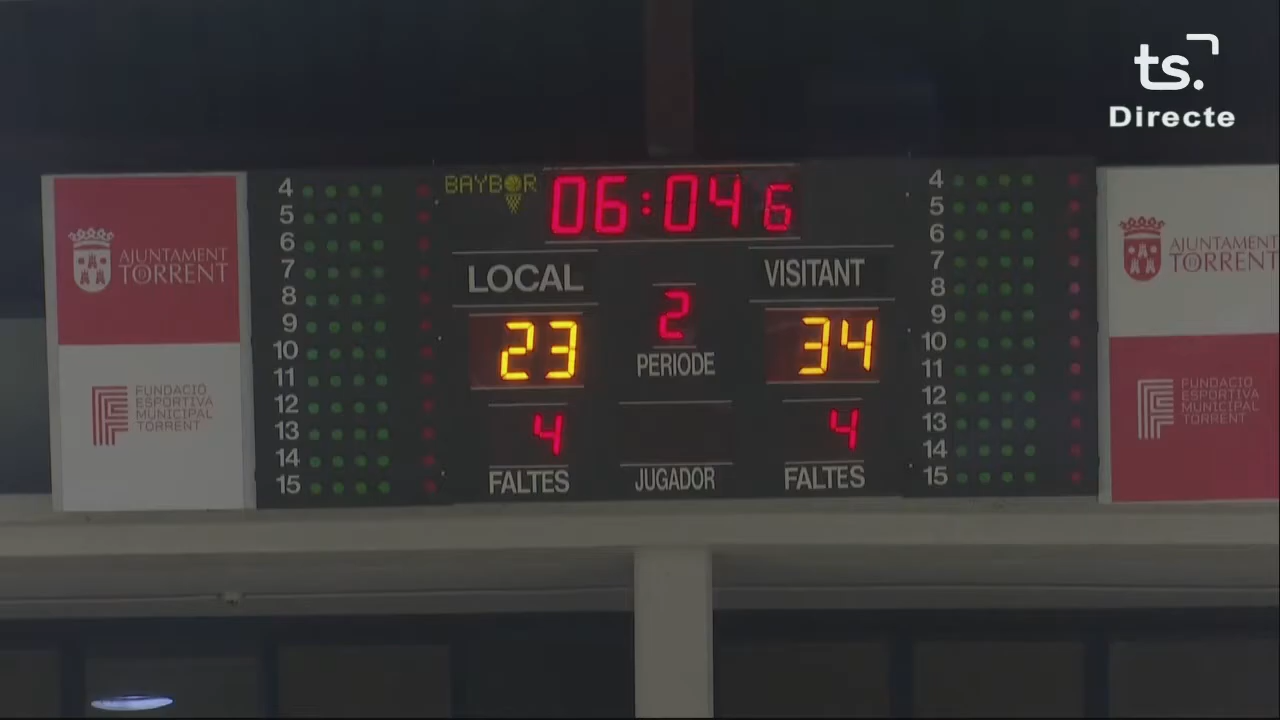 ts.
Directe
BAYBOR
06:04 6
LOCAL
VISITANT
23
2
34
PERIODE
4
4
FALTES
JUGADOR
FALTES
4
5
6
7
8
9
10
11
12
13
14
15
4
5
6
7
8
9
10
11
12
13
14
15
AJUNTAMENT
DE
TORRENT
FUNDACIÓ
ESPORTIVA
MUNICIPAL
TORRENT
AJUNTAMENT
DE
TORRENT
FUNDACIÓ
ESPORTIVA
MUNICIPAL
TORRENT